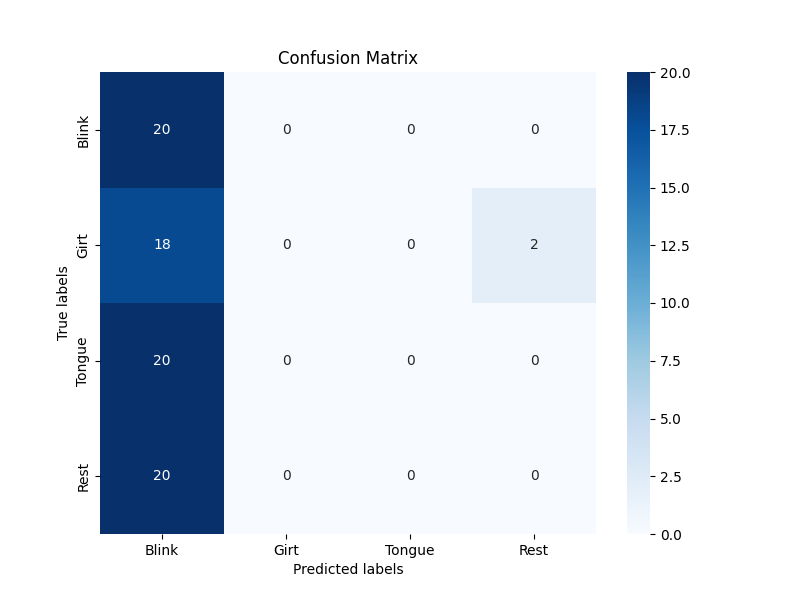 Confusion Matrix
True labels
Blink
20 0 0 0
Girt
18 0 0 2
Tongue
20 0 0 0
Rest
20 0 0 0
Blink Girt Tongue Rest
Predicted labels
20.0
17.5
15.0
12.5
10.0
7.5
5.0
2.5
0.0